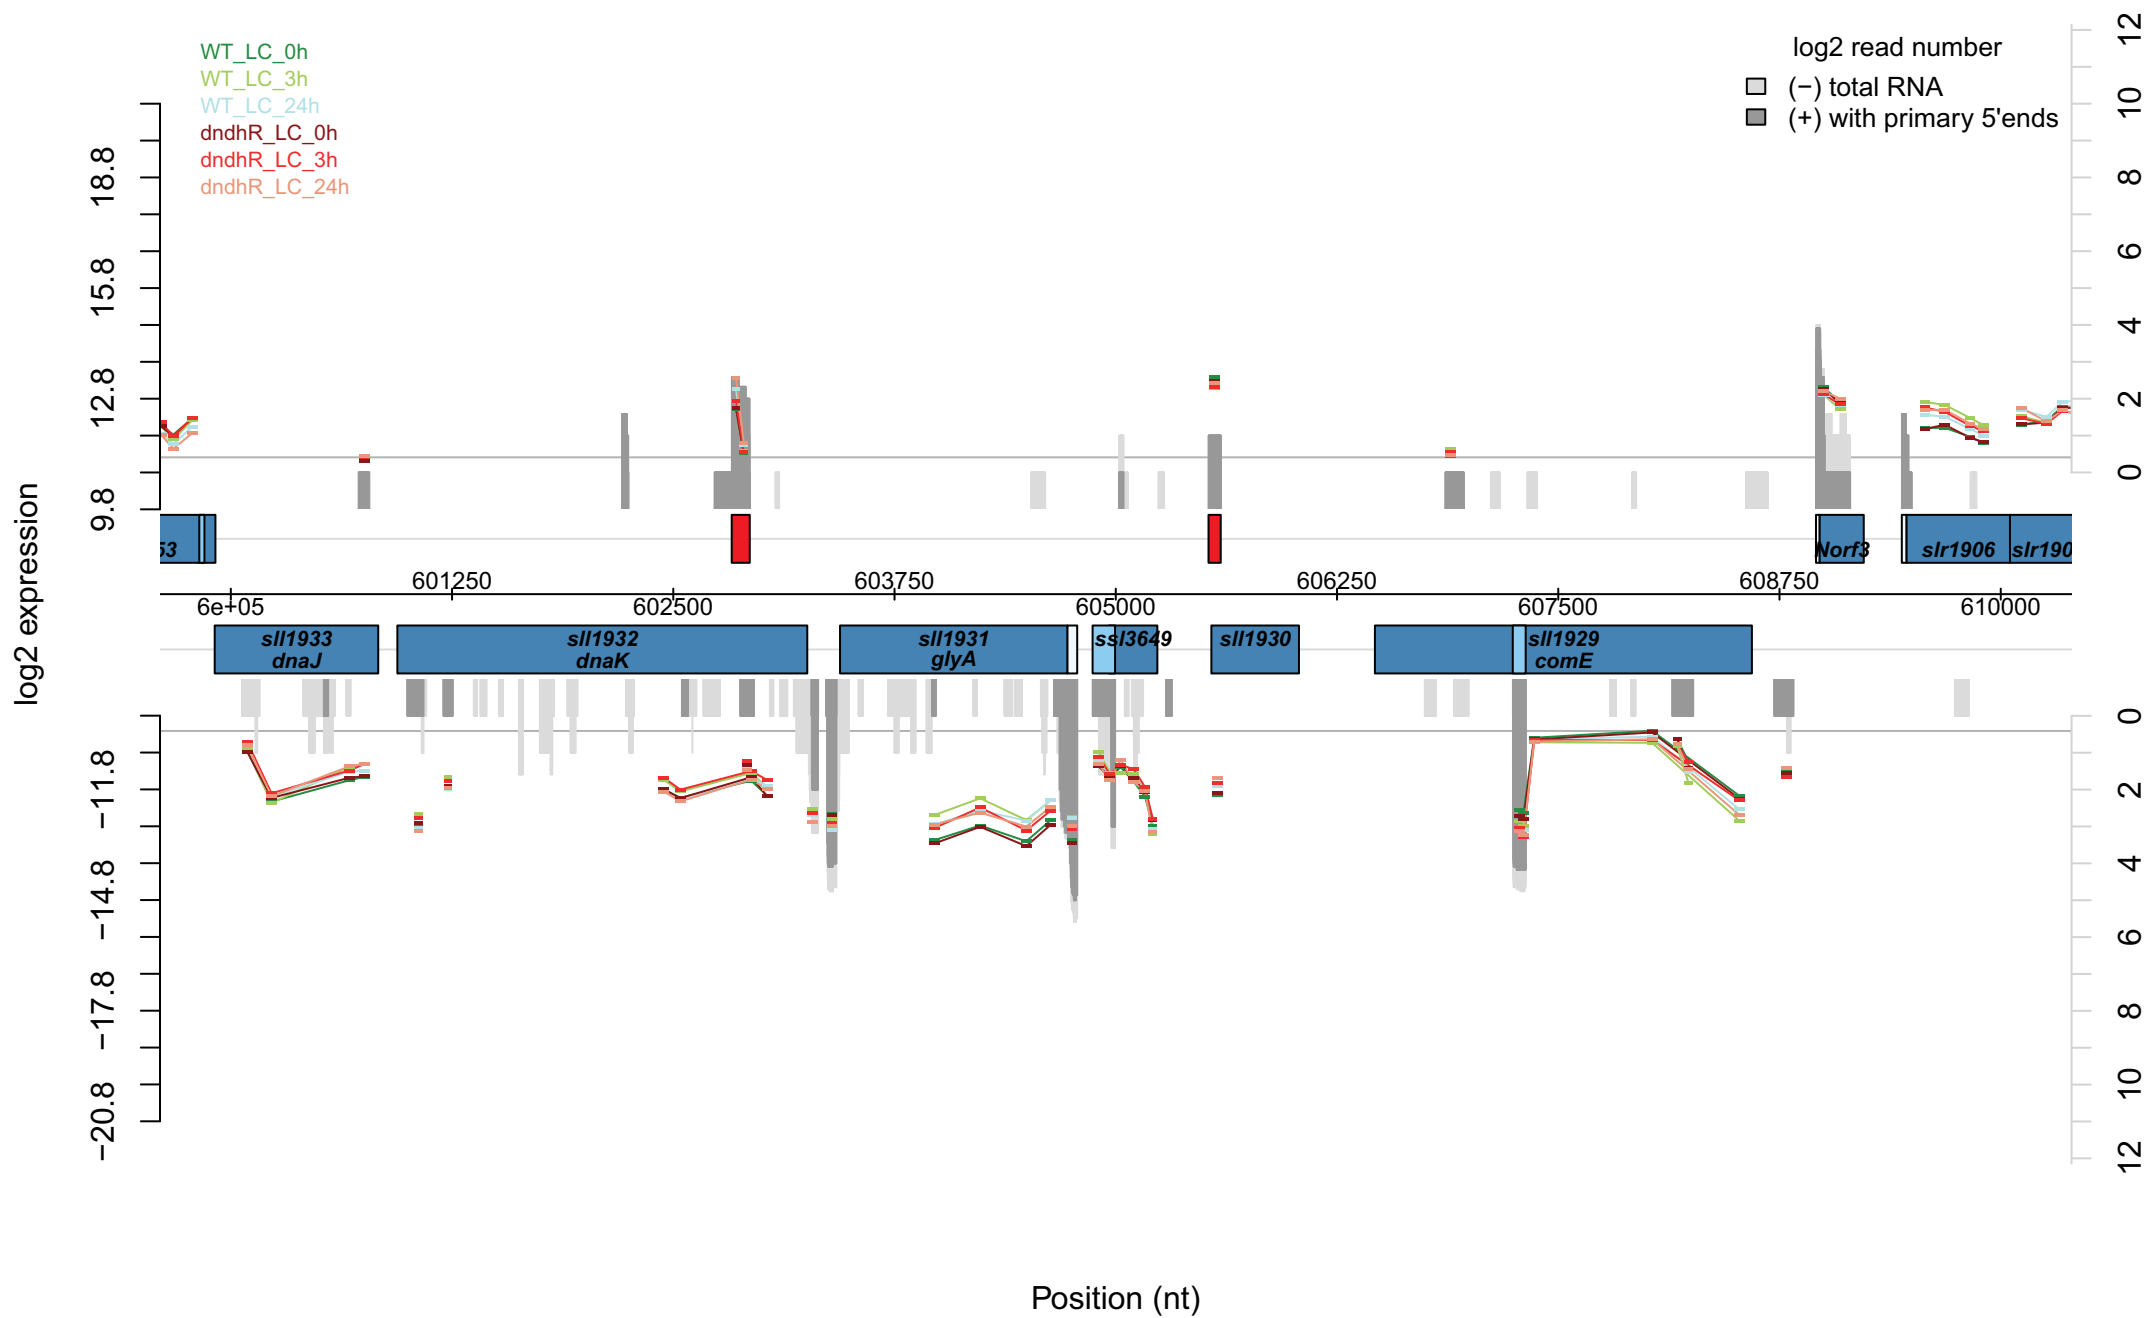 WT_LC_0h
WT_LC_3h
WT_LC_24h
dndhR_LC_0h
dndhR_LC_3h
dndhR_LC_24h
log2 read number
(−) total RNA
(+) with primary 5'ends
log2 expression
18.8
15.8
12.8
9.8
12
10
8
6
4
2
0
53
Norf3
slr1906
slr190
601250
603750
606250
608750
6e+05
602500
605000
607500
610000
sll1933
dnaJ
sll1932
dnaK
sll1931
glyA
ssl3649
sll1930
sll1929
comE
−11.8
−14.8
−17.8
−20.8
0
2
4
6
8
10
12
Position (nt)